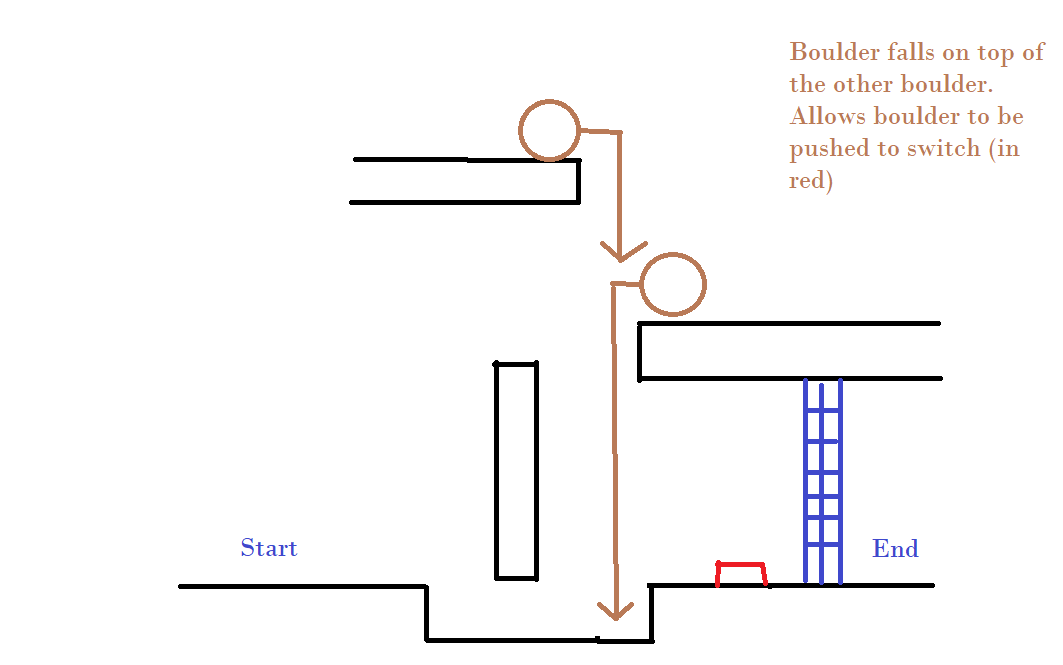 Boulder falls on top of
the other boulder.
Allows boulder to be
pushed to switch (in
red)
Start
End